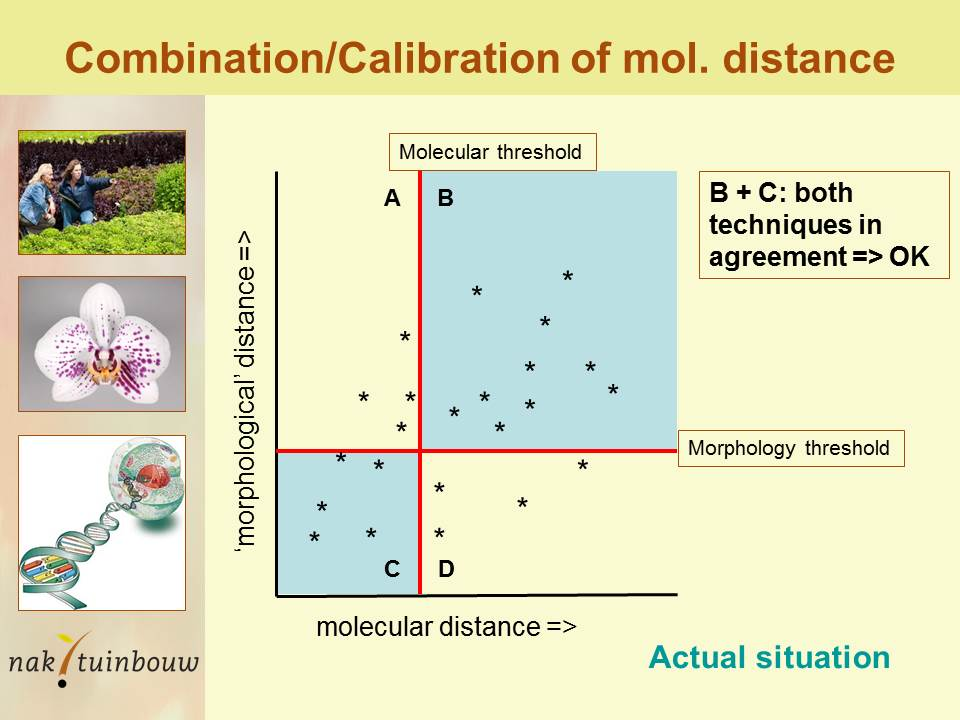 Combination/Calibration of mol. distance
Molecular threshold
A
B
B + C: both
techniques in
agreement => OK
‘morphological’ distance =>
* * * * * * * * * * * * * * * * * * * * * * * * *
Morphology threshold
C
D
molecular distance =>
nak tuinbouw
Actual situation